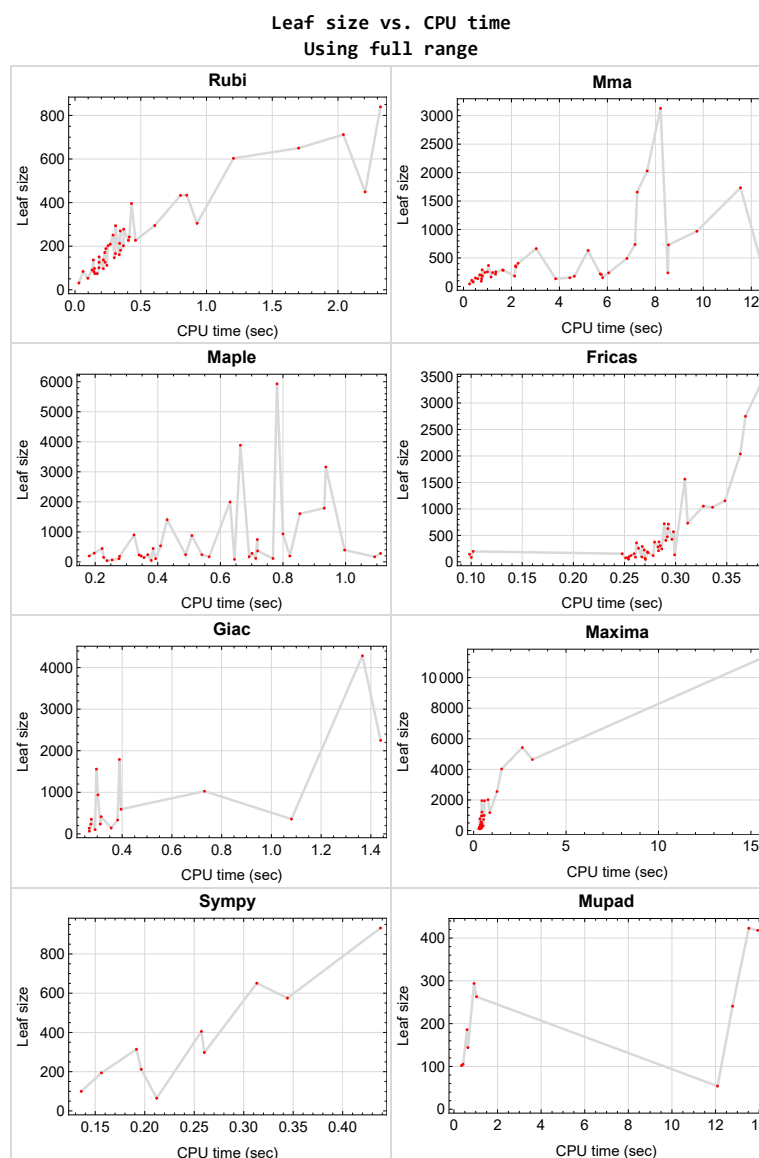 Leaf size vs. CPU time
Using full range
Rubi
Leaf size
800
600
400
200
0
0.0 0.5 1.0 1.5 2.0
CPU time (sec)
Mma
Leaf size
3000
2500
2000
1500
1000
500
0
0 2 4 6 8 10 12
CPU time (sec)
Maple
Leaf size
6000
5000
4000
3000
2000
1000
0
0.2 0.4 0.6 0.8 1.0
CPU time (sec)
Fricas
Leaf size
3500
3000
2500
2000
1500
1000
500
0
0.10 0.15 0.20 0.25 0.30 0.35
CPU time (sec)
Giac
Leaf size
4000
3000
2000
1000
0
0.4 0.6 0.8 1.0 1.2 1.4
CPU time (sec)
Maxima
Leaf size
10 000
8000
6000
4000
2000
0
0 5 10 15
CPU time (sec)
Sympy
Leaf size
800
600
400
200
0
0.15 0.20 0.25 0.30 0.35 0.40
CPU time (sec)
Mupad
Leaf size
400
300
200
100
0
0 2 4 6 8 10 12
CPU time (sec)